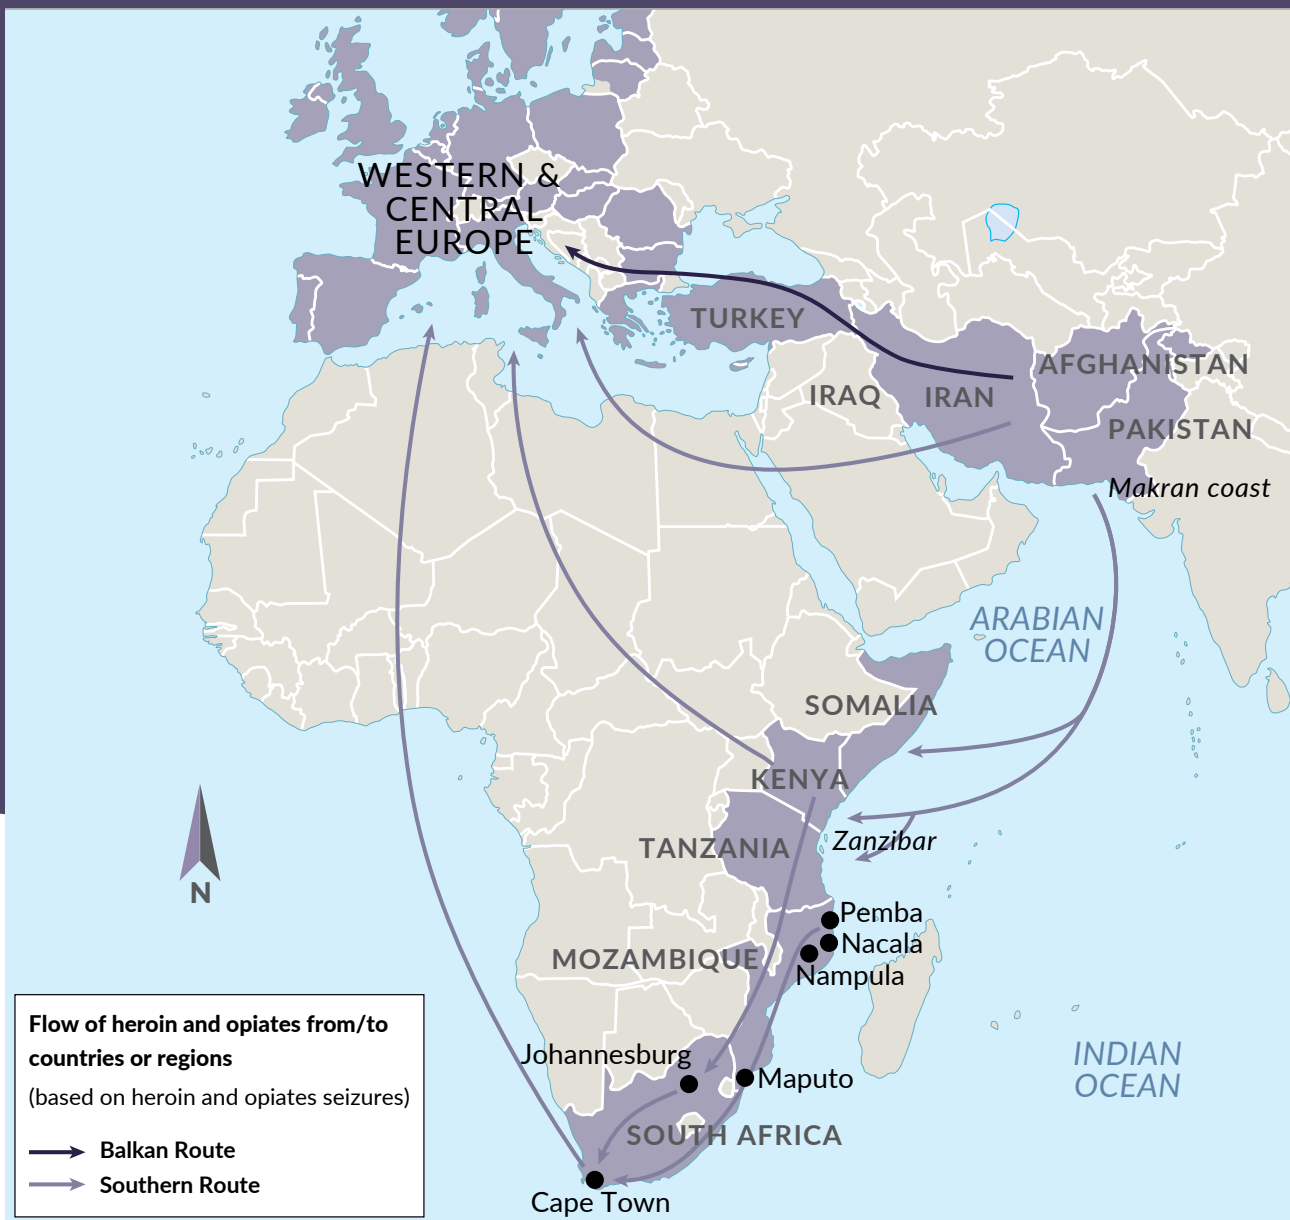 WESTERN &
CENTRAL
EUROPE
TURKEY
AFGHANISTAN
IRAQ
IRAN
PAKISTAN
Makran coast
ARABIAN
OCEAN
SOMALIA
KENYA
TANZANIA
Zanzibar
N
Pemba
Nacala
MOZAMBIQUE
Nampula
Flow of heroin and opiates from/to
countries or regions
(based on heroin and opiates seizures)
Balkan Route
Southern Route
Johannesburg
Maputo
INDIAN
OCEAN
SOUTH AFRICA
Cape Town